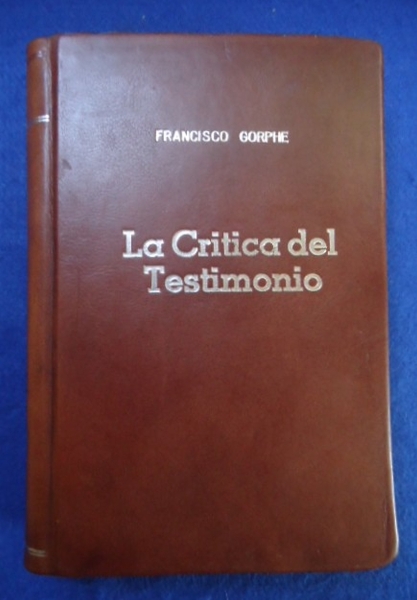 FRANCISCO GORPHE
La Critica del
Testimonio